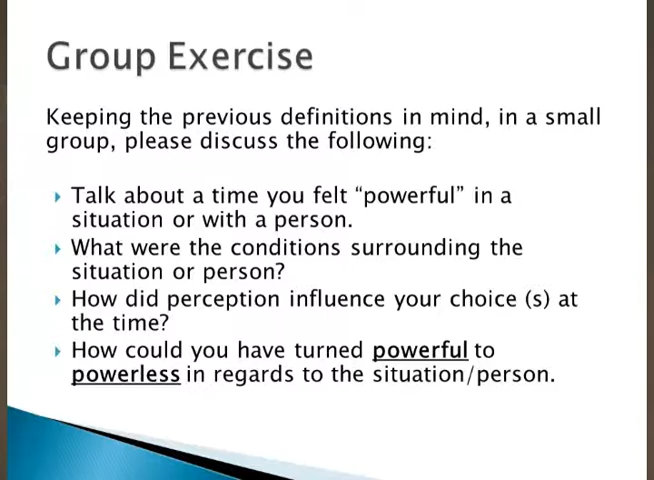 Group Exercise
Keeping the previous definitions in mind, in a small
group, please discuss the following:
Talk about a time you felt “powerful” in a
situation or with a person.
What were the conditions surrounding the
situation or person?
How did perception influence your choice (s) at
the time?
How could you have turned powerful to
powerless in regards to the situation/person.